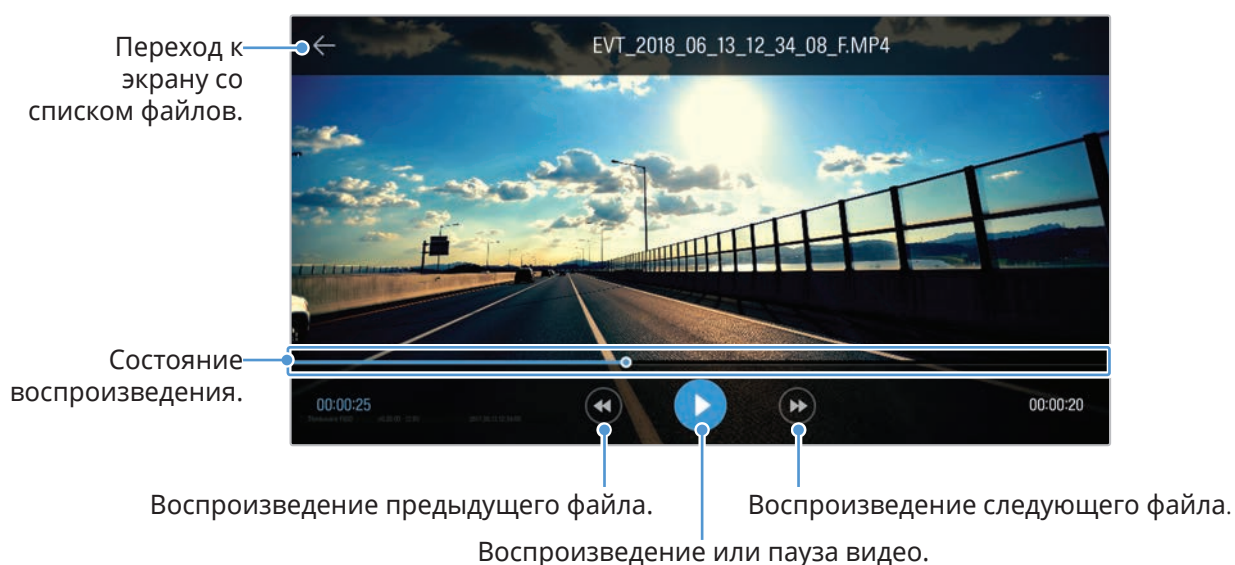 Переход к
экрану со
списком файлов.
EVT_2018_06_13_12_34_08_F.MP4
Состояние
воспроизведения.
00:00:25
00:00:20
Воспроизведение предыдущего файла.
Воспроизведение следующего файла.
Воспроизведение или пауза видео.